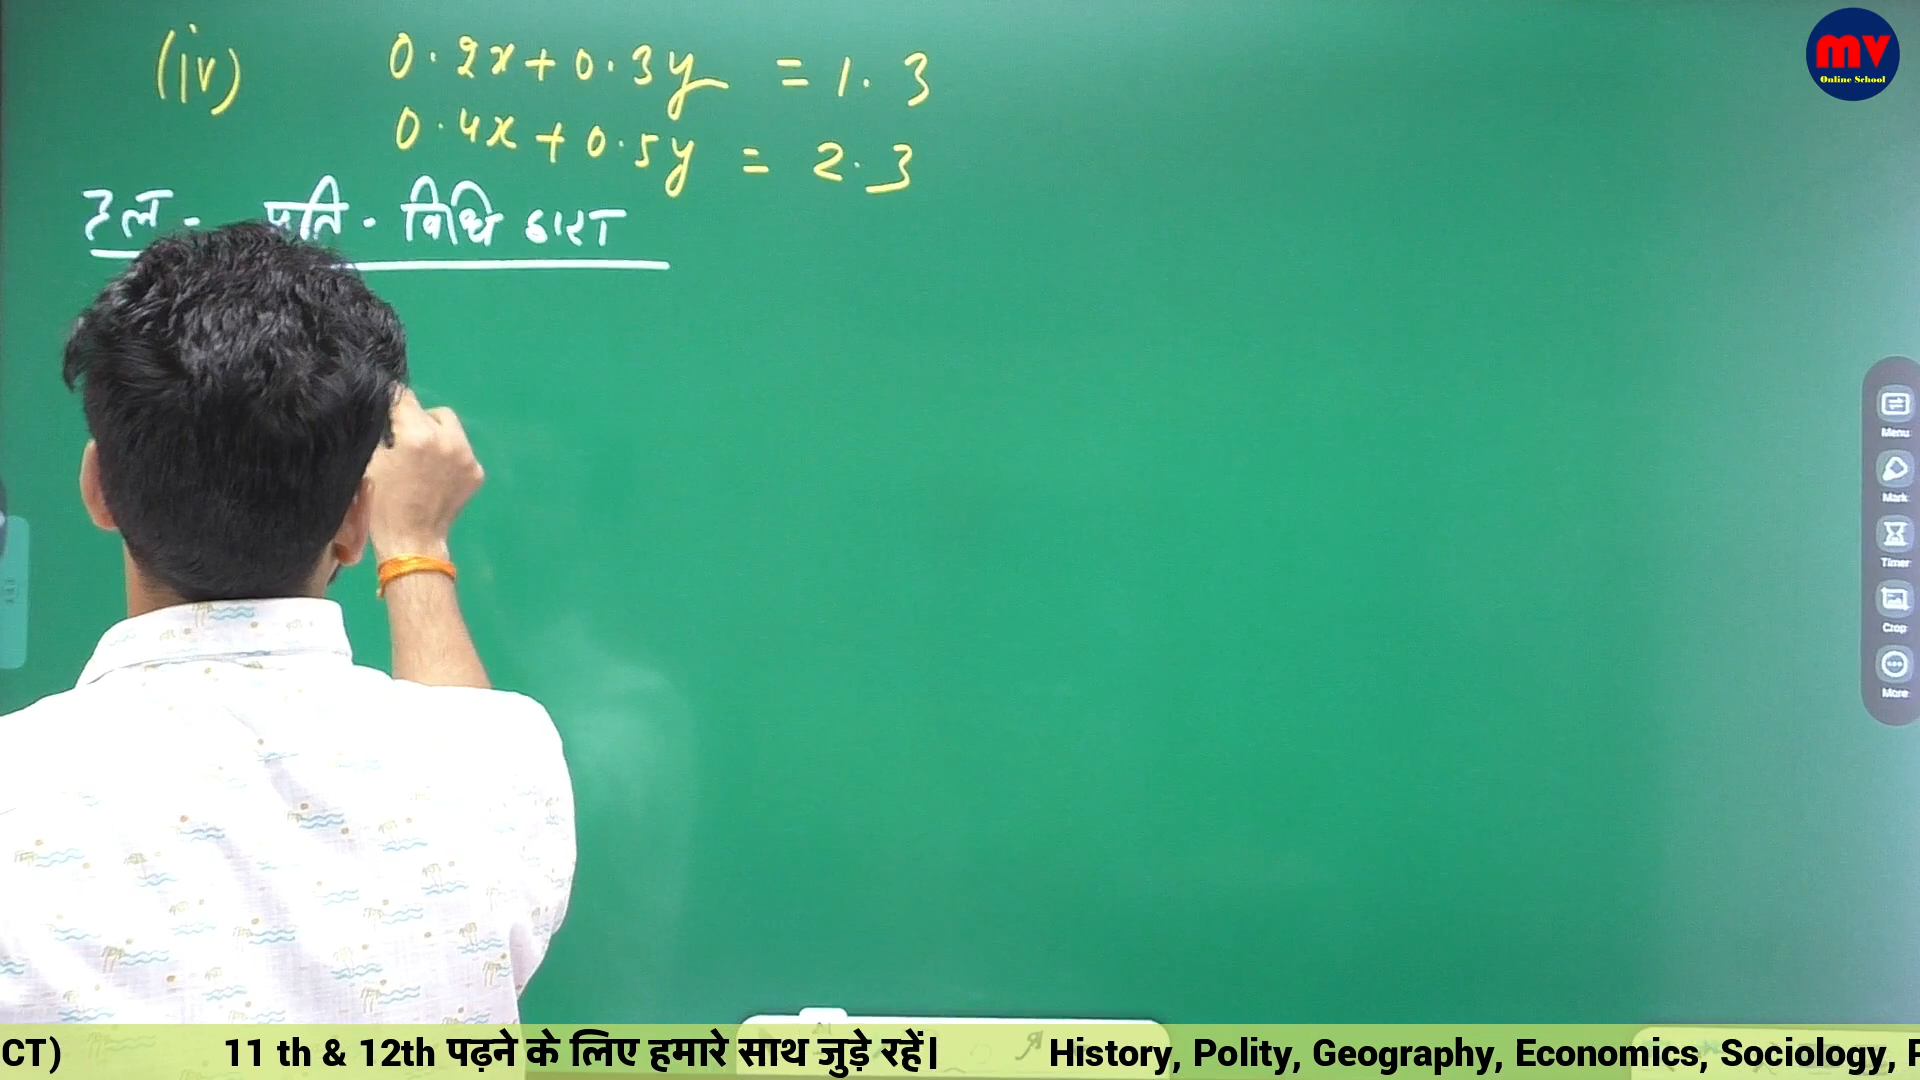 (iv) 0.2x+0.3y = 1.3
0.4x+0.5y = 2.3
हल - प्रति. विधि द्वारा
mv
Online School
Menu
Mark
Timer
Crop
More
CT) 11 th & 12th पढ़ने के लिए हमारे साथ जुड़े रहें| History, Polity, Geography, Economics, Sociology, P